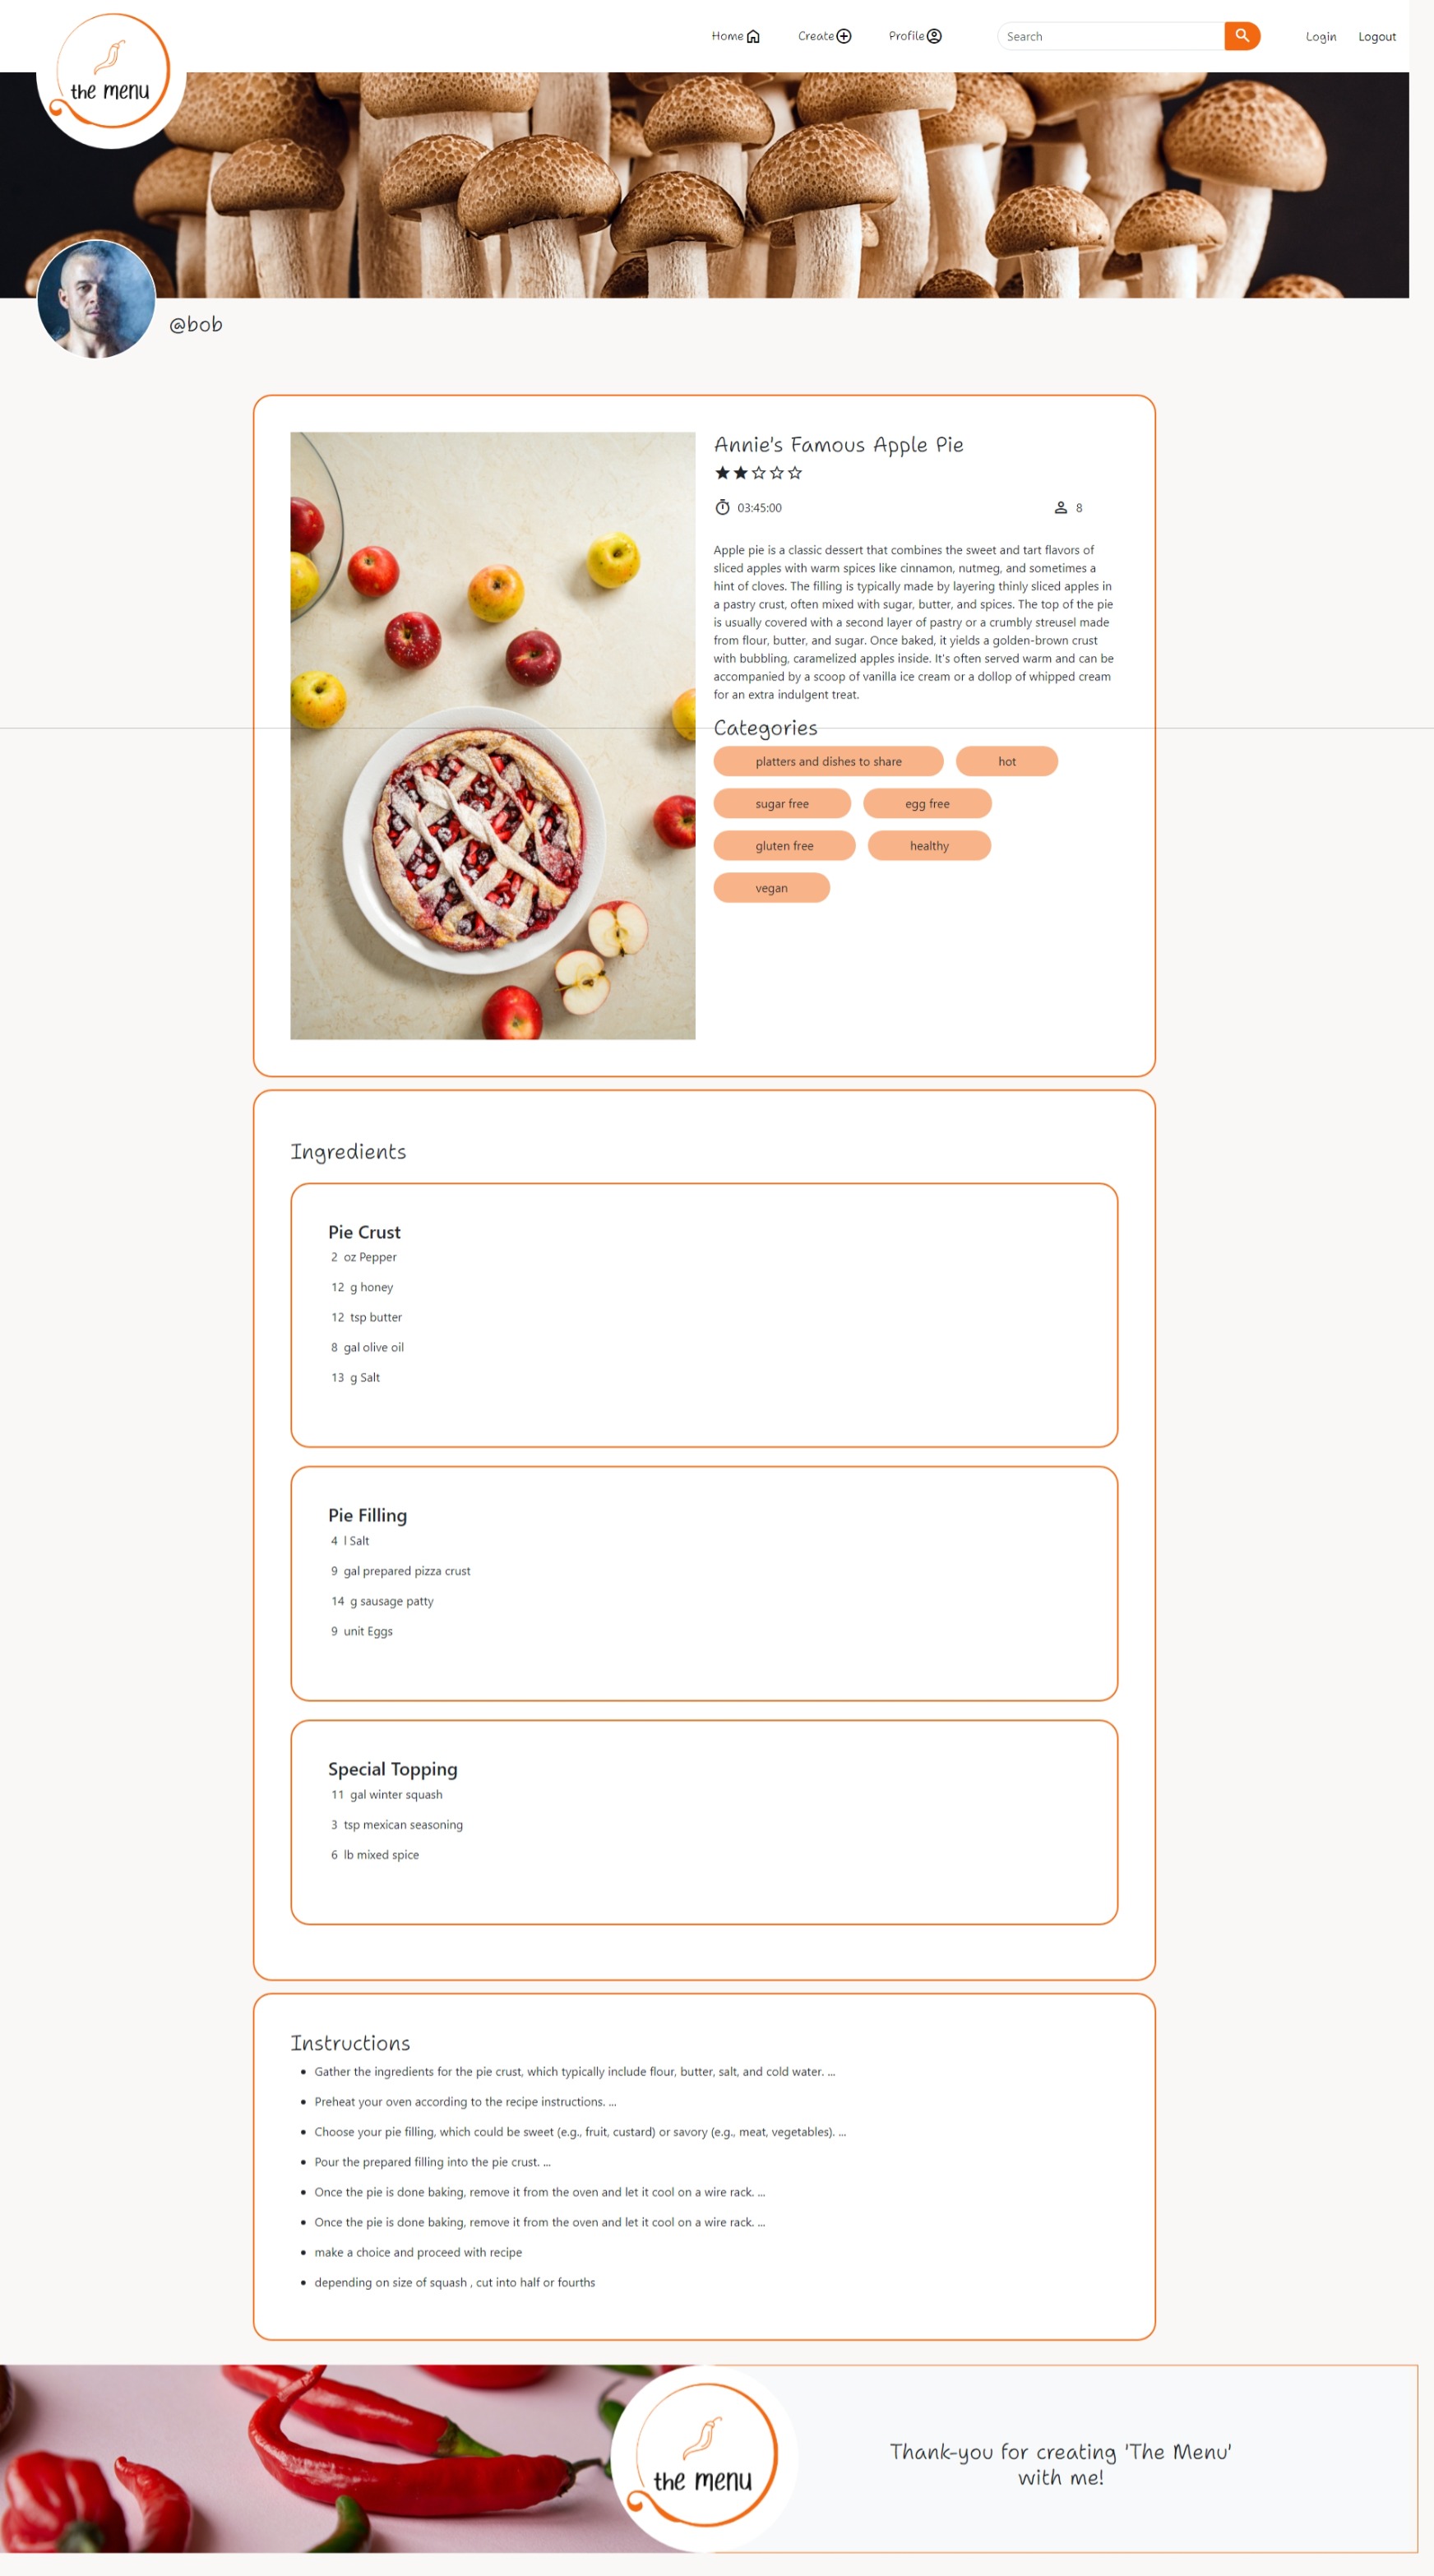 the menu
Home
Create
Profile
Search
Login
Logout
@bob
Annie's Famous Apple Pie
03:45:00
8
Apple pie is a classic dessert that combines the sweet and tart flavors of
sliced apples with warm spices like cinnamon, nutmeg, and sometimes a
hint of cloves. The filling is typically made by layering thinly sliced apples in
a pastry crust, often mixed with sugar, butter, and spices. The top of the pie
is usually covered with a second layer of pastry or a crumbly streusel made
from flour, butter, and sugar. Once baked, it yields a golden-brown crust
with bubbling, caramelized apples inside. It's often served warm and can be
accompanied by a scoop of vanilla ice cream or a dollop of whipped cream
for an extra indulgent treat.
Categories
platters and dishes to share
hot
sugar free
egg free
gluten free
healthy
vegan
Ingredients
Pie Crust
2 oz Pepper
12 g honey
12 tsp butter
8 gal olive oil
13 g Salt
Pie Filling
4 l Salt
9 gal prepared pizza crust
14 g sausage patty
9 unit Eggs
Special Topping
11 gal winter squash
3 tsp mexican seasoning
6 lb mixed spice
Instructions
Gather the ingredients for the pie crust, which typically include flour, butter, salt, and cold water. ...
Preheat your oven according to the recipe instructions. ...
Choose your pie filling, which could be sweet (e.g., fruit, custard) or savory (e.g., meat, vegetables). ...
Pour the prepared filling into the pie crust. ...
Once the pie is done baking, remove it from the oven and let it cool on a wire rack. ...
Once the pie is done baking, remove it from the oven and let it cool on a wire rack. ...
make a choice and proceed with recipe
depending on size of squash , cut into half or fourths
the menu
Thank-you for creating 'The Menu'
with me!